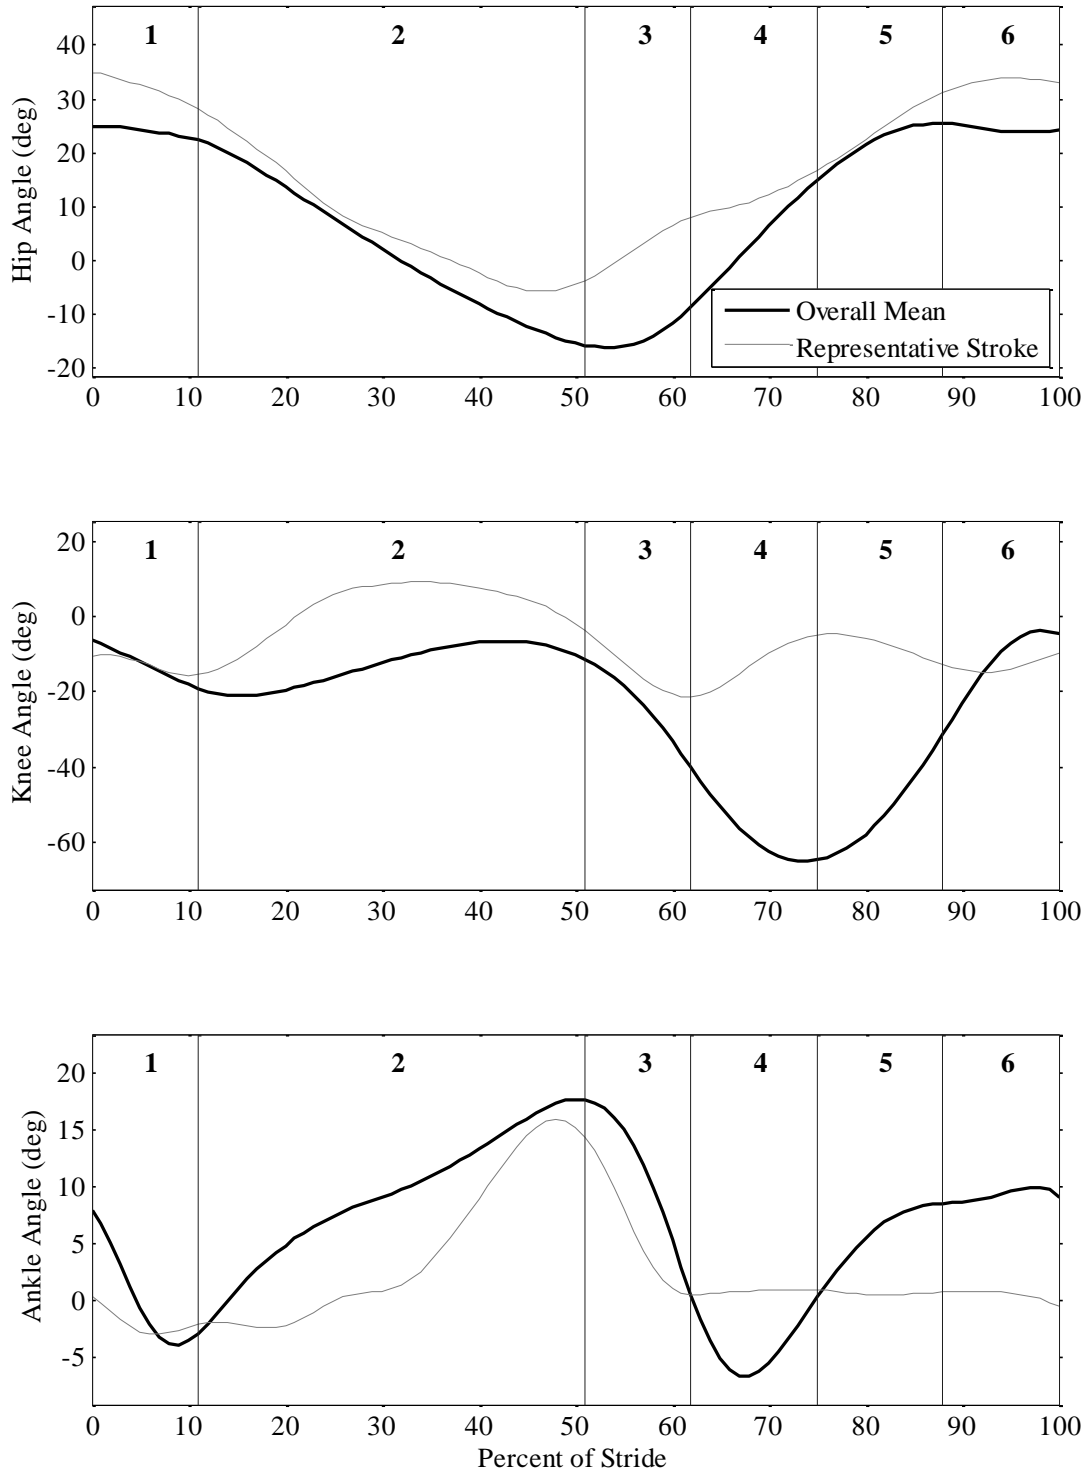 1 2 3 4 5 6
40
30
20
10
0
-10
-20
Hip Angle (deg)
Overall Mean
Representative Stroke
0 10 20 30 40 50 60 70 80 90 100
1 2 3 4 5 6
20
0
-20
-40
-60
Knee Angle (deg)
0 10 20 30 40 50 60 70 80 90 100
1 2 3 4 5 6
20
15
10
5
0
-5
Ankle Angle (deg)
0 10 20 30 40 50 60 70 80 90 100
Percent of Stride